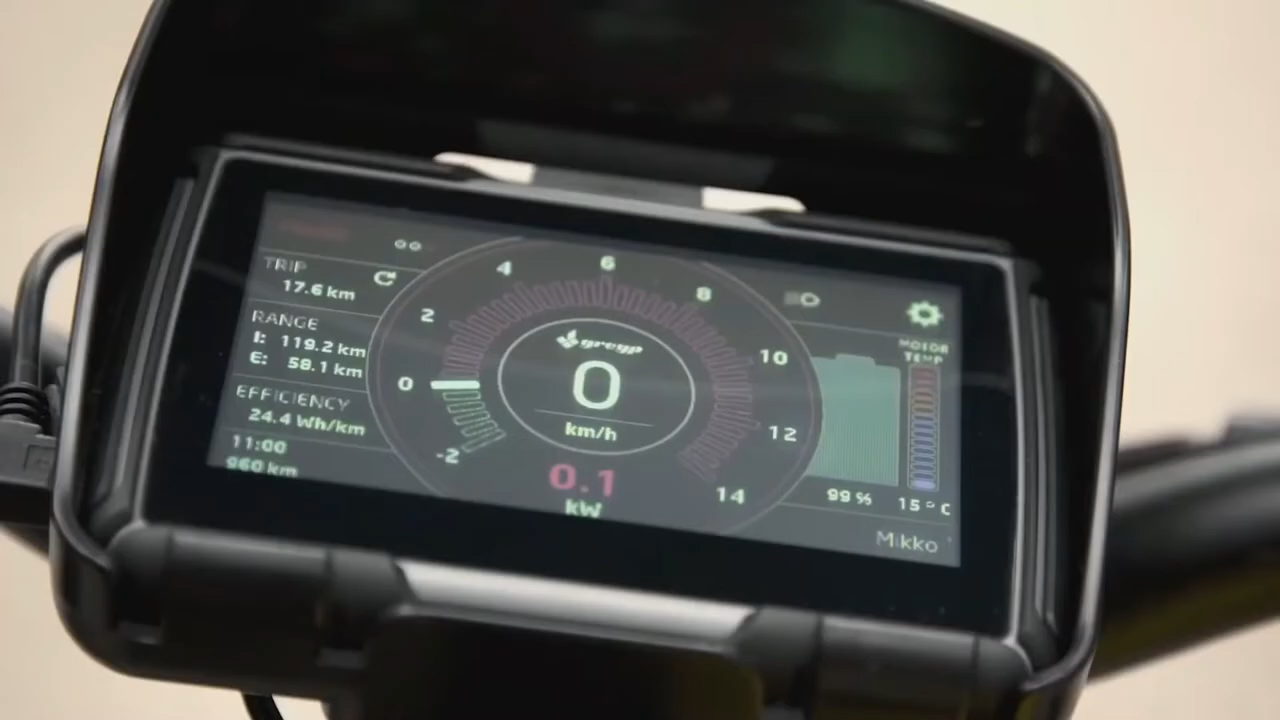 TRIP
17.6 km
RANGE
I: 119.2 km
E: 58.1 km
EFFICIENCY
24.4 Wh/km
11:00
960 km
-2
0
2
4
6
8
10
12
14
0
km/h
0.1
kW
MOTOR
TEMP
99 %
15 ° C
Mikko